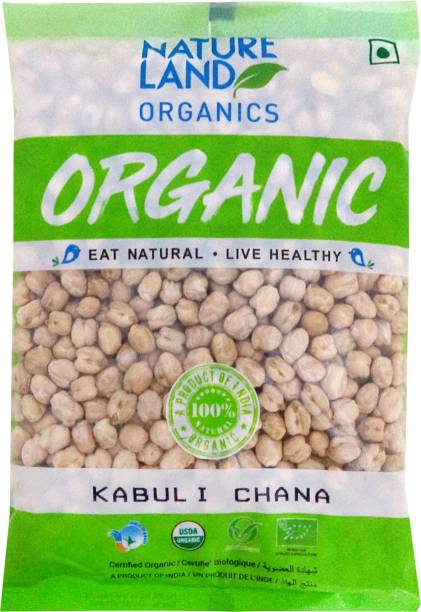 NATURE
LAND
ORGANICS
ORGANIC
EAT NATURAL • LIVE HEALTHY
A PRODUCT OF INDIA
100%
NATURAL
ORGANIC
KABULI CHANA
USDA
ORGANIC
Certified Organic / Certifie' Biologique / شهادة العضوية
A PRODUCT OF INDIA / UN PRODUIT DE L'INDE / منتج الهند